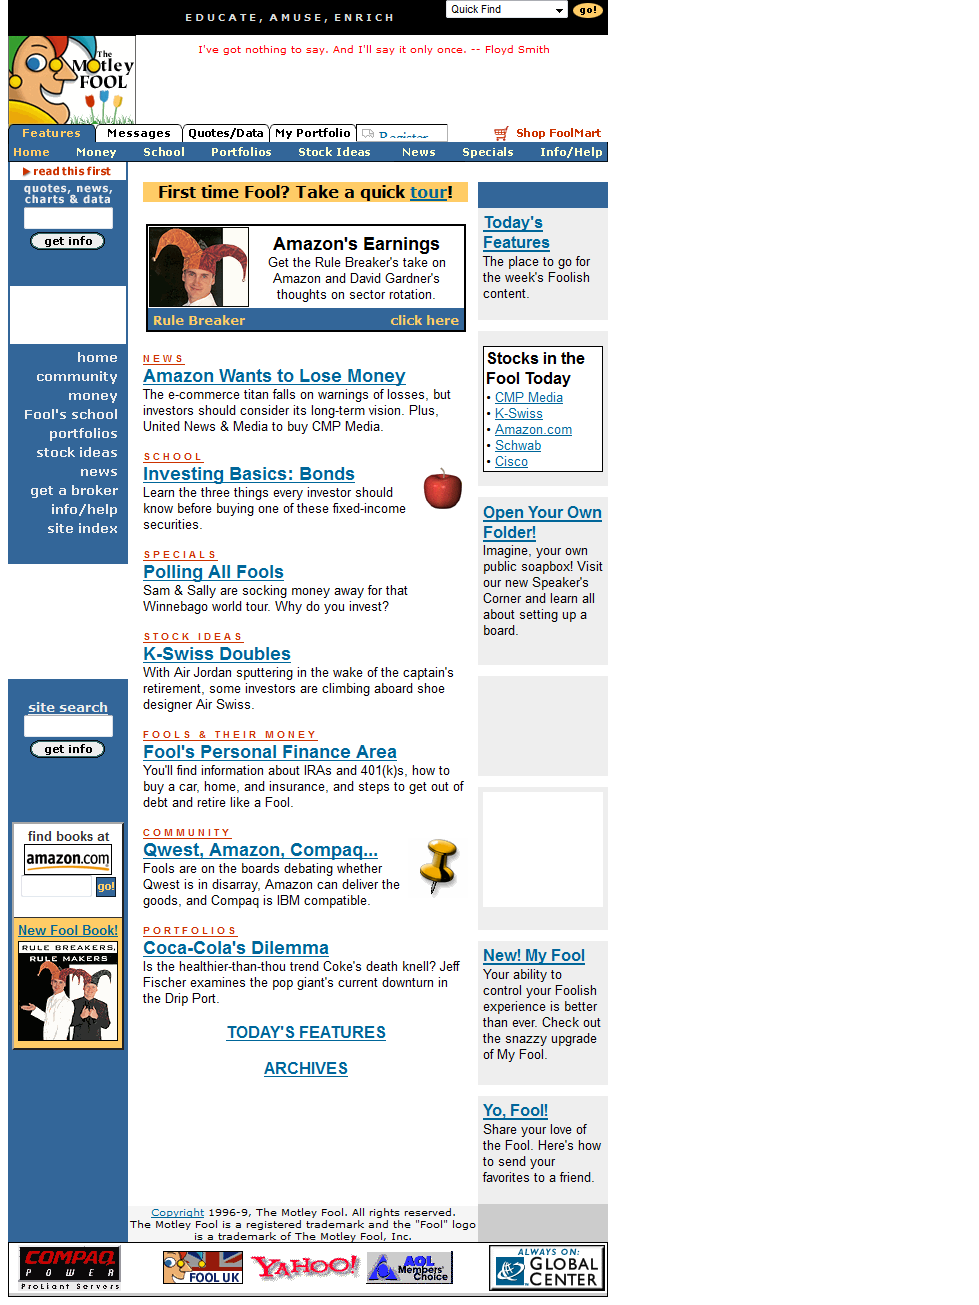 EDUCATE, AMUSE, ENRICH
Quick Find
go!
The Motley FOOL
I've got nothing to say. And I'll say it only once. -- Floyd Smith
Features
Messages
Quotes/Data
My Portfolio
Register
Shop FoolMart
Home
Money
School
Portfolios
Stock Ideas
News
Specials
Info/Help
read this first
quotes, news,
charts & data
get info
home
community
money
Fool's school
portfolios
stock ideas
news
get a broker
info/help
site index
site search
get info
find books at
amazon.com
go!
New Fool Book!
RULE BREAKERS,
RULE MAKERS
First time Fool? Take a quick tour!
Amazon's Earnings
Get the Rule Breaker's take on
Amazon and David Gardner's
thoughts on sector rotation.
Rule Breaker
click here
NEWS
Amazon Wants to Lose Money
The e-commerce titan falls on warnings of losses, but
investors should consider its long-term vision. Plus,
United News & Media to buy CMP Media.
SCHOOL
Investing Basics: Bonds
Learn the three things every investor should
know before buying one of these fixed-income
securities.
SPECIALS
Polling All Fools
Sam & Sally are socking money away for that
Winnebago world tour. Why do you invest?
STOCK IDEAS
K-Swiss Doubles
With Air Jordan sputtering in the wake of the captain's
retirement, some investors are climbing aboard shoe
designer Air Swiss.
FOOLS & THEIR MONEY
Fool's Personal Finance Area
You'll find information about IRAs and 401(k)s, how to
buy a car, home, and insurance, and steps to get out of
debt and retire like a Fool.
COMMUNITY
Qwest, Amazon, Compaq...
Fools are on the boards debating whether
Qwest is in disarray, Amazon can deliver the
goods, and Compaq is IBM compatible.
PORTFOLIOS
Coca-Cola's Dilemma
Is the healthier-than-thou trend Coke's death knell? Jeff
Fischer examines the pop giant's current downturn in
the Drip Port.
TODAY'S FEATURES
ARCHIVES
Today's
Features
The place to go for
the week's Foolish
content.
Stocks in the
Fool Today
• CMP Media
• K-Swiss
• Amazon.com
• Schwab
• Cisco
Open Your Own
Folder!
Imagine, your own
public soapbox! Visit
our new Speaker's
Corner and learn all
about setting up a
board.
New! My Fool
Your ability to
control your Foolish
experience is better
than ever. Check out
the snazzy upgrade
of My Fool.
Yo, Fool!
Share your love of
the Fool. Here's how
to send your
favorites to a friend.
Copyright 1996-9, The Motley Fool. All rights reserved.
The Motley Fool is a registered trademark and the "Fool" logo
is a trademark of The Motley Fool, Inc.
COMPAQ
POWER
ProLiant Servers
FOOL UK
YAHOO!
AOL
Members'
Choice
ALWAYS ON:
GLOBAL
CENTER